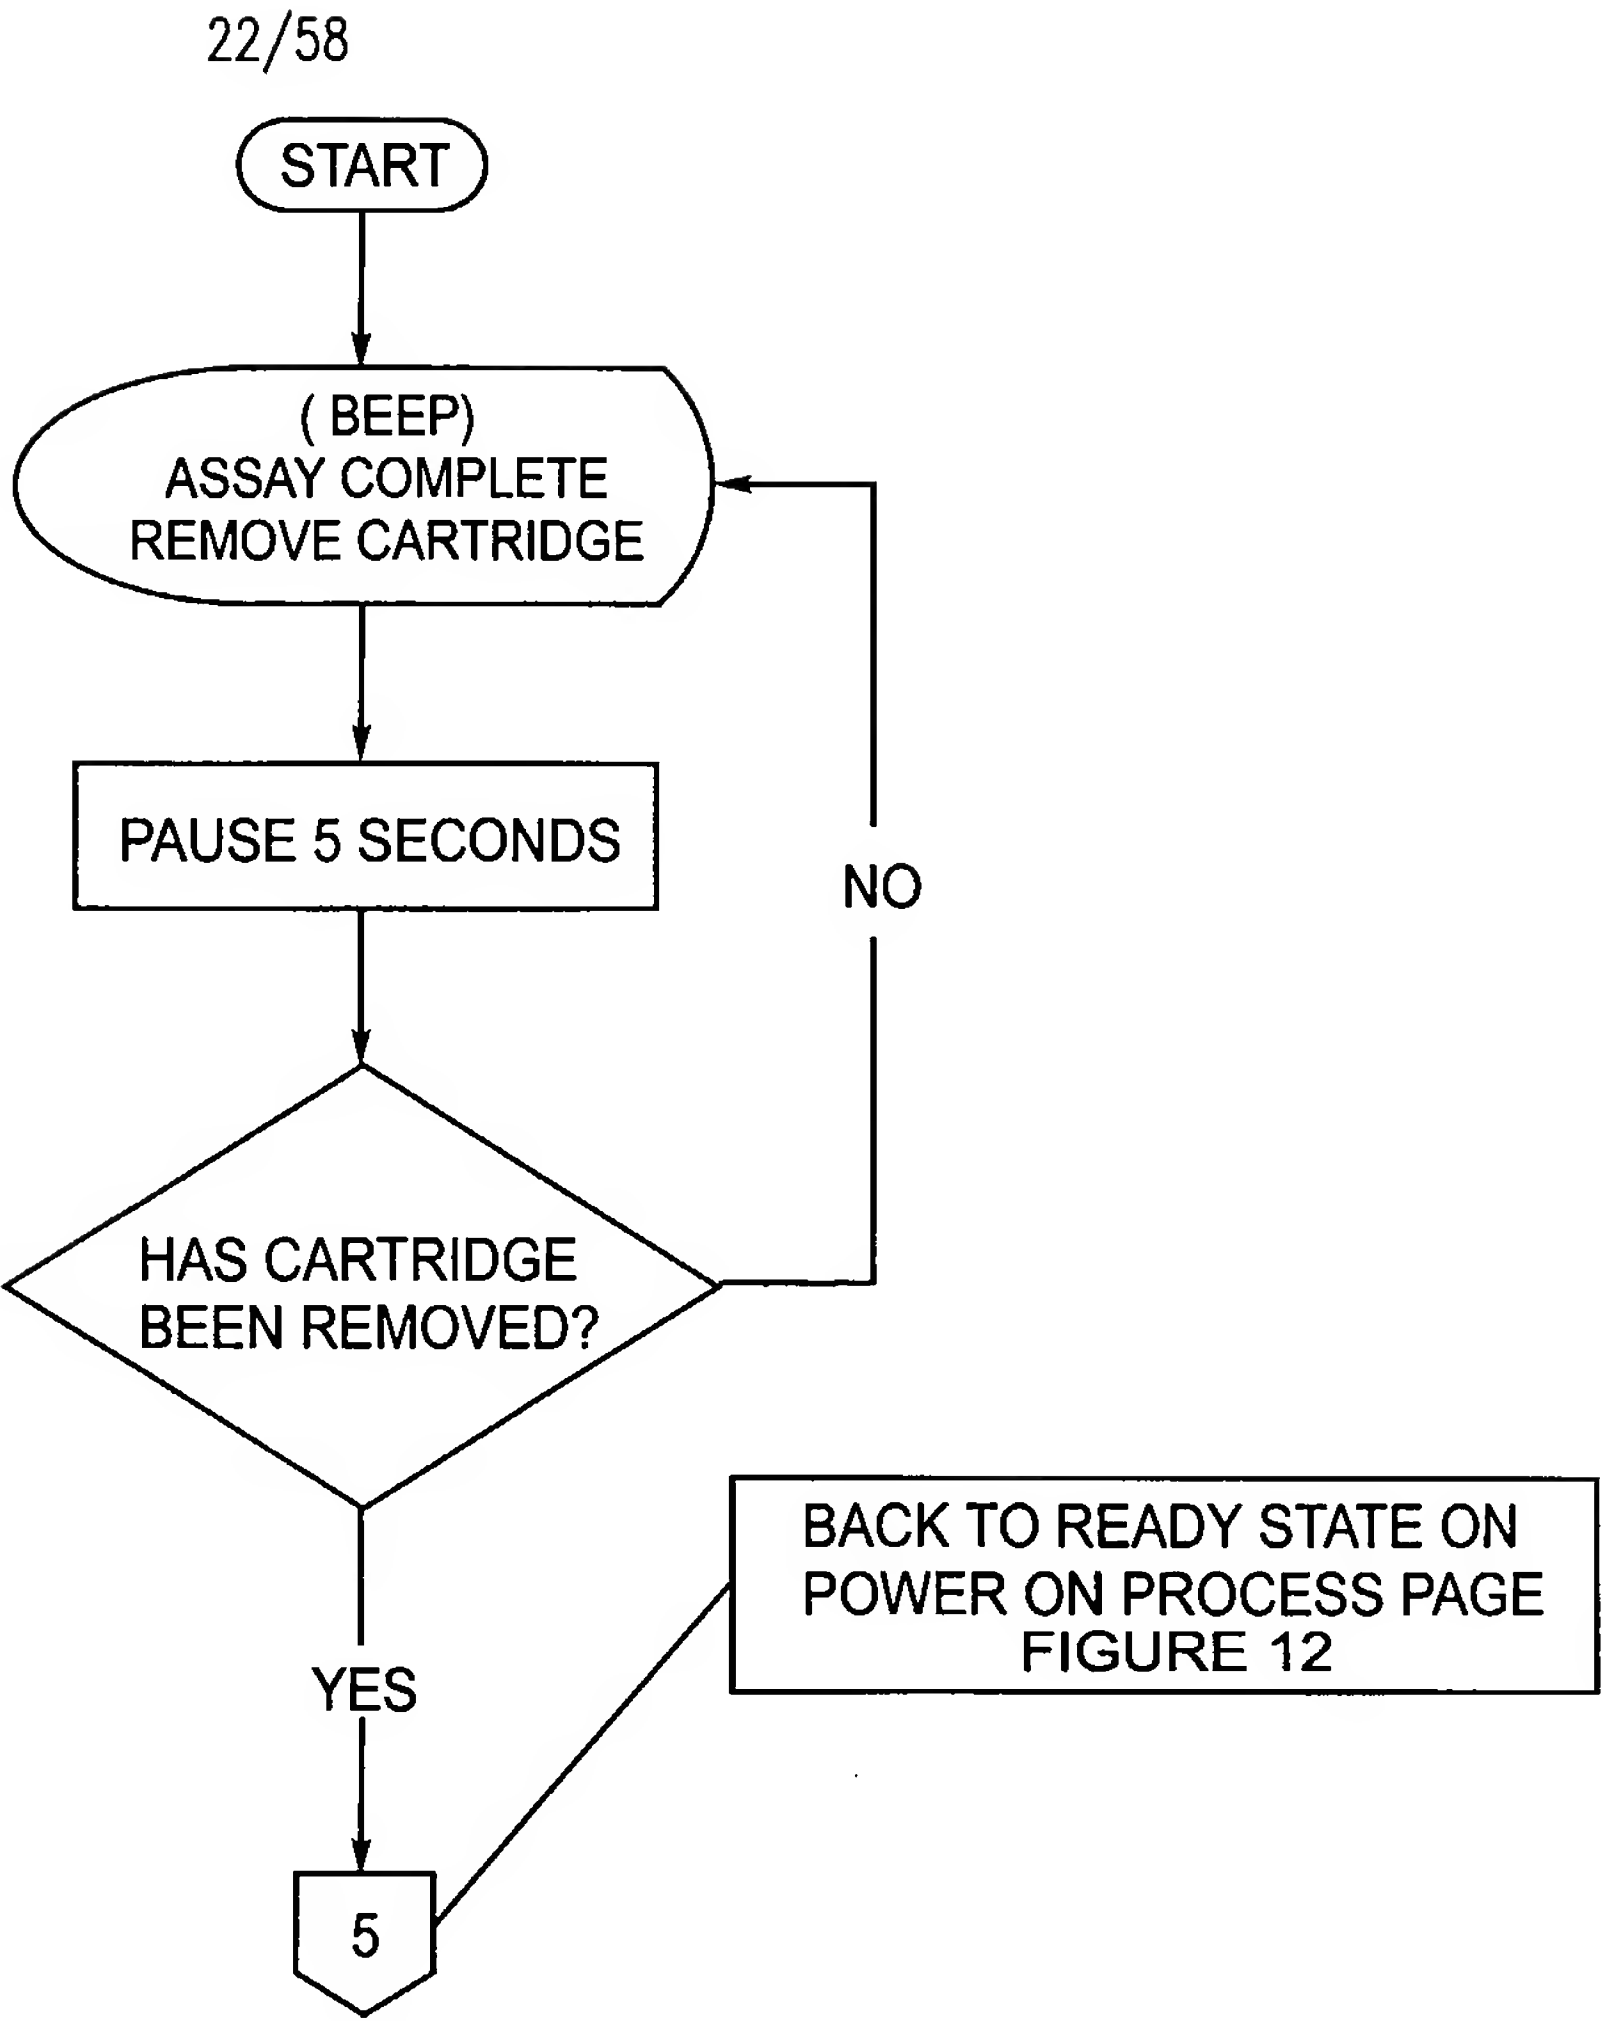 22/58
START
( BEEP)
ASSAY COMPLETE
REMOVE CARTRIDGE
PAUSE 5 SECONDS
NO
HAS CARTRIDGE
BEEN REMOVED?
BACK TO READY STATE ON
POWER ON PROCESS PAGE
FIGURE 12
YES
5